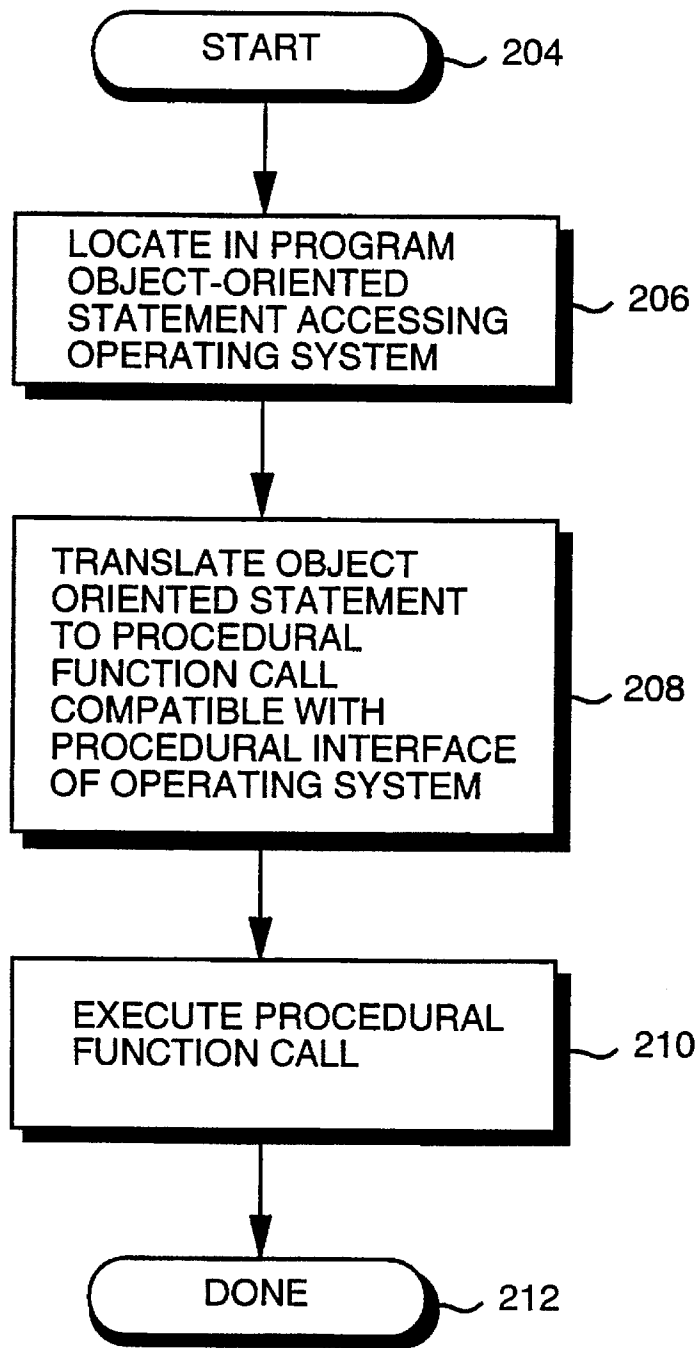 START
204
LOCATE IN PROGRAM
OBJECT-ORIENTED
STATEMENT ACCESSING
OPERATING SYSTEM
206
TRANSLATE OBJECT
ORIENTED STATEMENT
TO PROCEDURAL
FUNCTION CALL
COMPATIBLE WITH
PROCEDURAL INTERFACE
OF OPERATING SYSTEM
208
EXECUTE PROCEDURAL
FUNCTION CALL
210
DONE
212